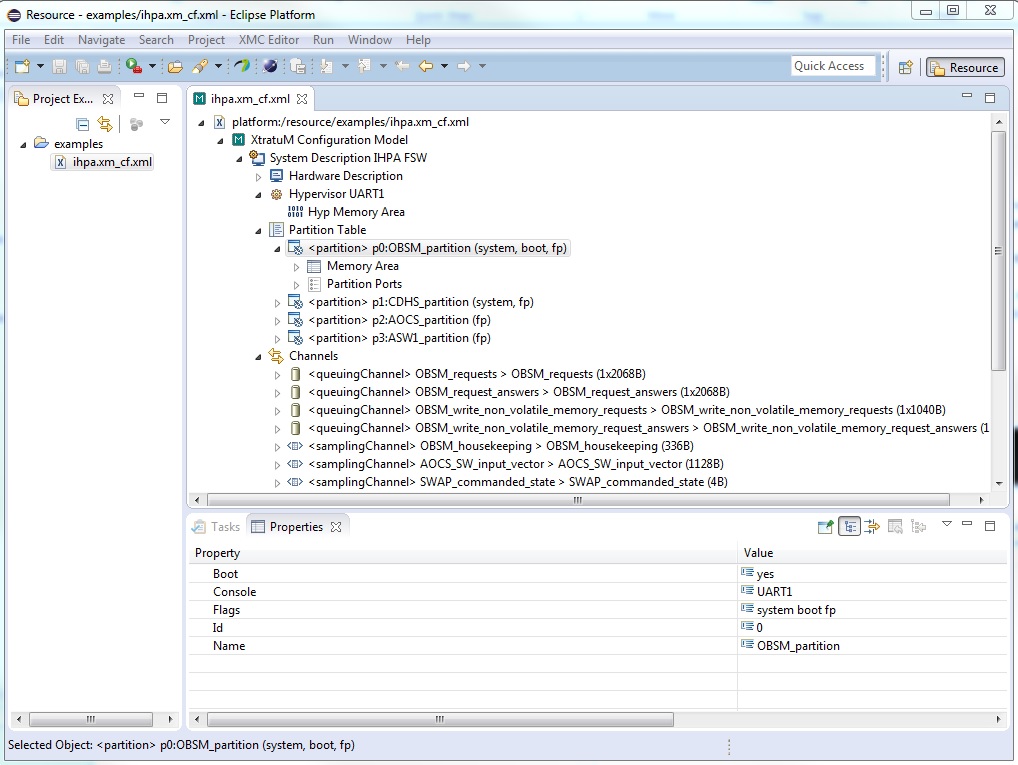 Resource - examples/ihpa.xm_cf.xml - Eclipse Platform
File Edit Navigate Search Project XMC Editor Run Window Help
Quick Access
Resource
Project Ex...
examples
ihpa.xm_cf.xml
ihpa.xm_cf.xml
platform:/resource/examples/ihpa.xm_cf.xml
XtratuM Configuration Model
System Description IHPA FSW
Hardware Description
Hypervisor UART1
Hyp Memory Area
Partition Table
<partition> p0:OBSM_partition (system, boot, fp)
Memory Area
Partition Ports
<partition> p1:CDHS_partition (system, fp)
<partition> p2:AOCS_partition (fp)
<partition> p3:ASW1_partition (fp)
Channels
<queuingChannel> OBSM_requests > OBSM_requests (1x2068B)
<queuingChannel> OBSM_request_answers > OBSM_request_answers (1x2068B)
<queuingChannel> OBSM_write_non_volatile_memory_requests > OBSM_write_non_volatile_memory_requests (1x1040B)
<queuingChannel> OBSM_write_non_volatile_memory_request_answers > OBSM_write_non_volatile_memory_request_answers (1
<samplingChannel> OBSM_housekeeping > OBSM_housekeeping (336B)
<samplingChannel> AOCS_SW_input_vector > AOCS_SW_input_vector (1128B)
<samplingChannel> SWAP_commanded_state > SWAP_commanded_state (4B)
Tasks Properties
Property Value
Boot yes
Console UART1
Flags system boot fp
Id 0
Name OBSM_partition
Selected Object: <partition> p0:OBSM_partition (system, boot, fp)